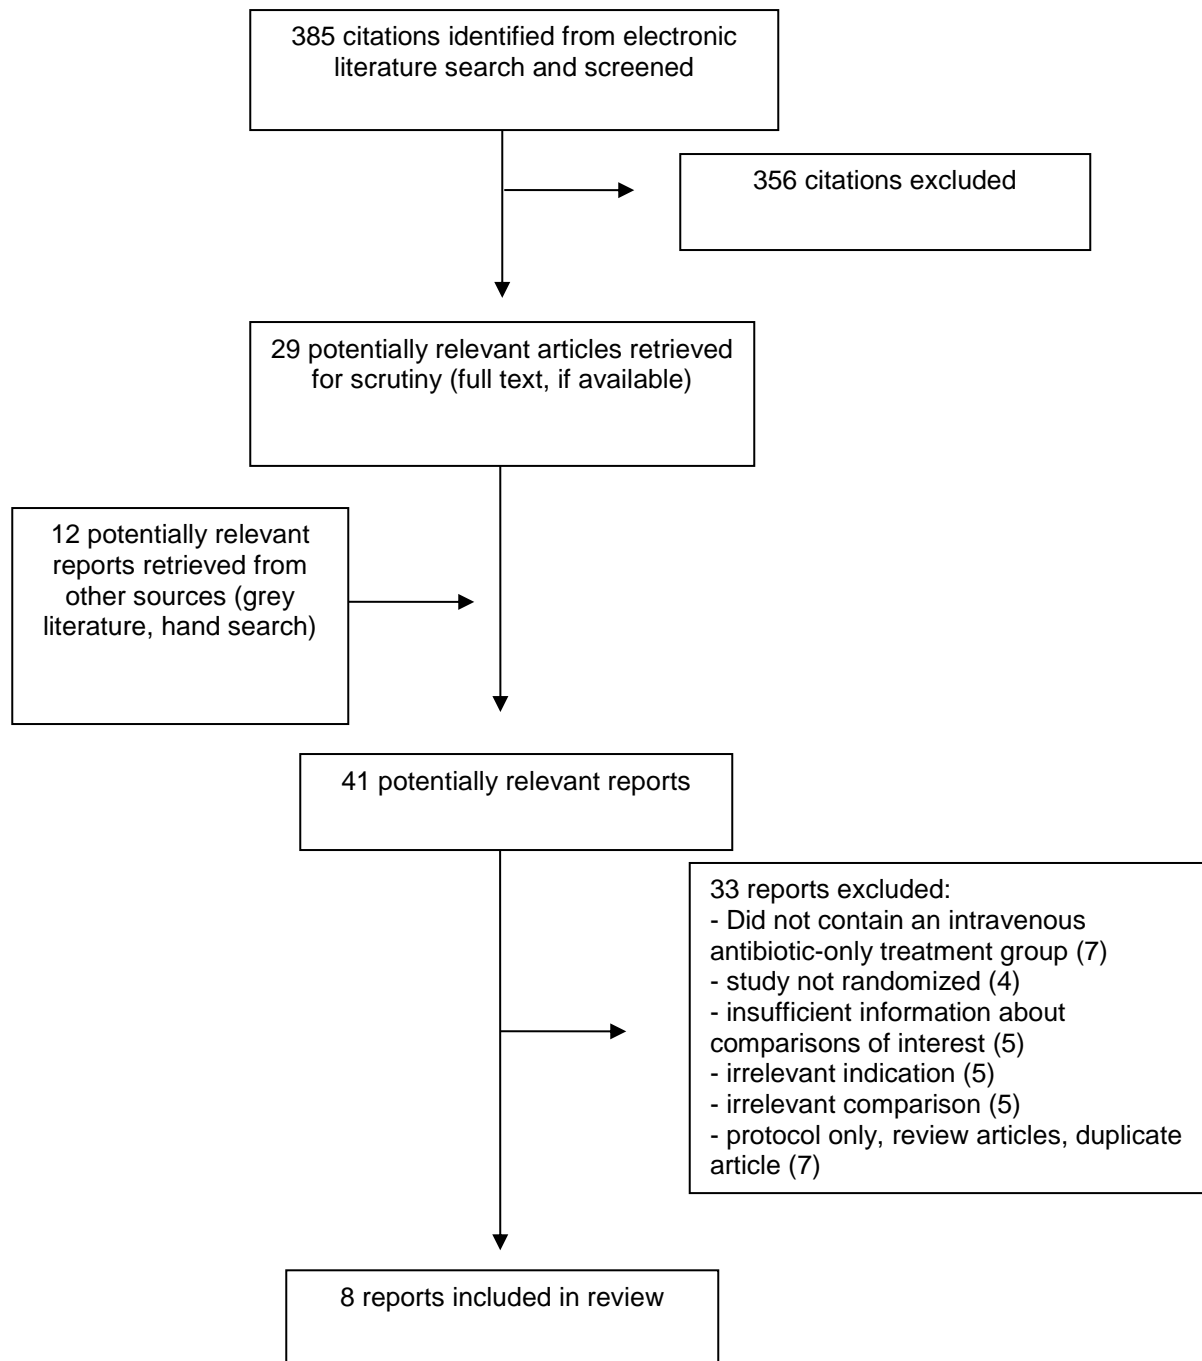 385 citations identified from electronic
literature search and screened
356 citations excluded
29 potentially relevant articles retrieved
for scrutiny (full text, if available)
12 potentially relevant
reports retrieved from
other sources (grey
literature, hand search)
41 potentially relevant reports
33 reports excluded:
- Did not contain an intravenous
antibiotic-only treatment group (7)
- study not randomized (4)
- insufficient information about
comparisons of interest (5)
- irrelevant indication (5)
- irrelevant comparison (5)
- protocol only, review articles, duplicate
article (7)
8 reports included in review